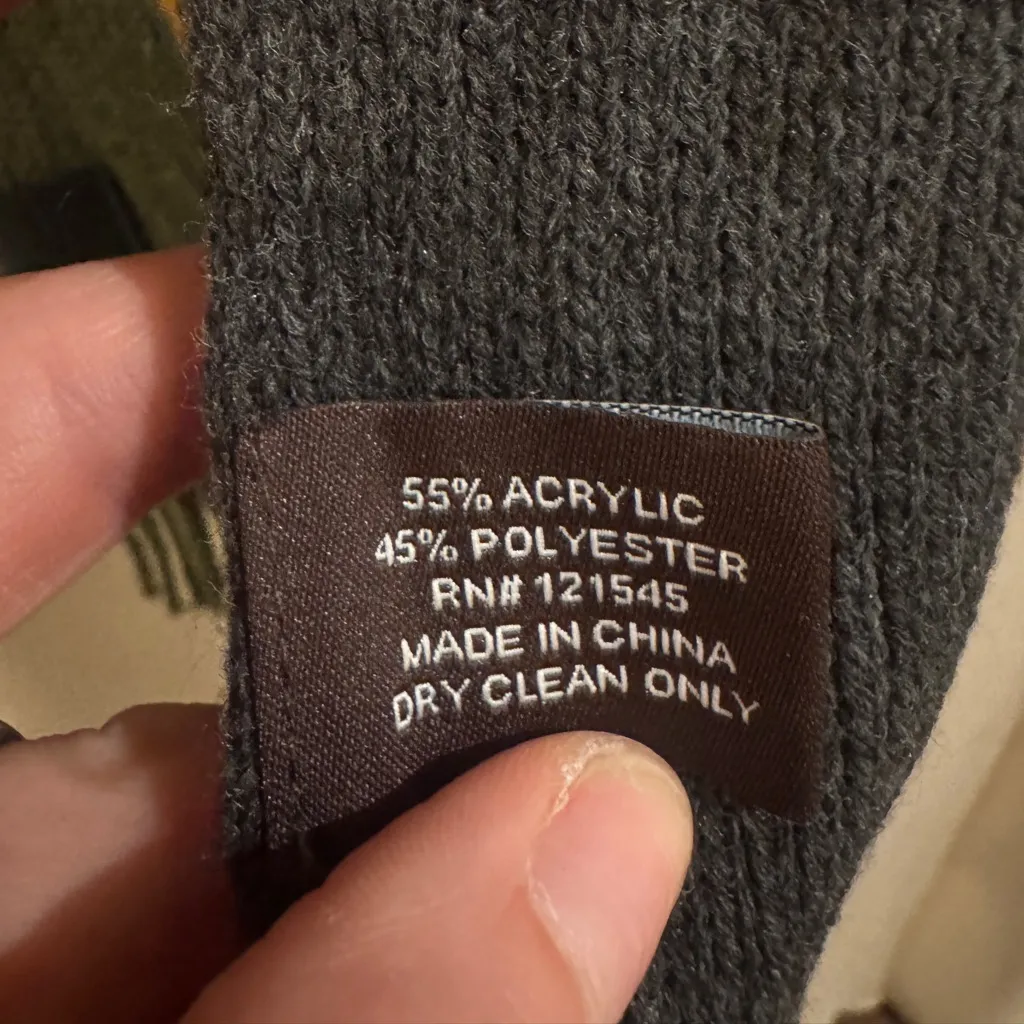 55% ACRYLIC
45% POLYESTER
RN# 121545
MADE IN CHINA
DRY CLEAN ONLY